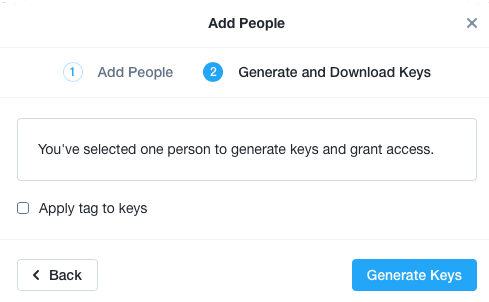 Add People
1 Add People 2 Generate and Download Keys
You've selected one person to generate keys and grant access.
Apply tag to keys
Back Generate Keys